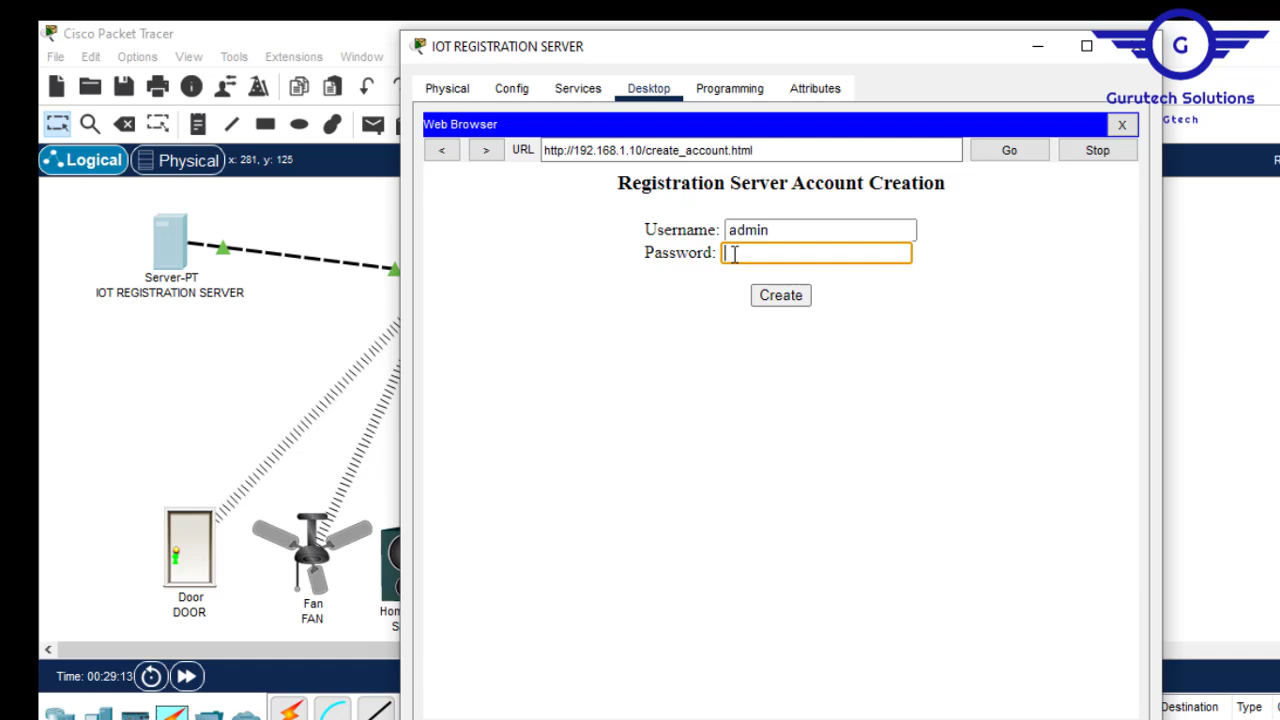 Cisco Packet Tracer
File Edit Options View Tools Extensions Window
Logical Physical x: 281, y: 125
Server-PT
IOT REGISTRATION SERVER
Door
DOOR
Fan
FAN
Time: 00:29:13
IOT REGISTRATION SERVER
Physical Config Services Desktop Programming Attributes
Web Browser X
< > URL http://192.168.1.10/create_account.html Go Stop
Registration Server Account Creation
Username: admin
Password:
Create
G
Gurutech Solutions
Gtech
Destination Type